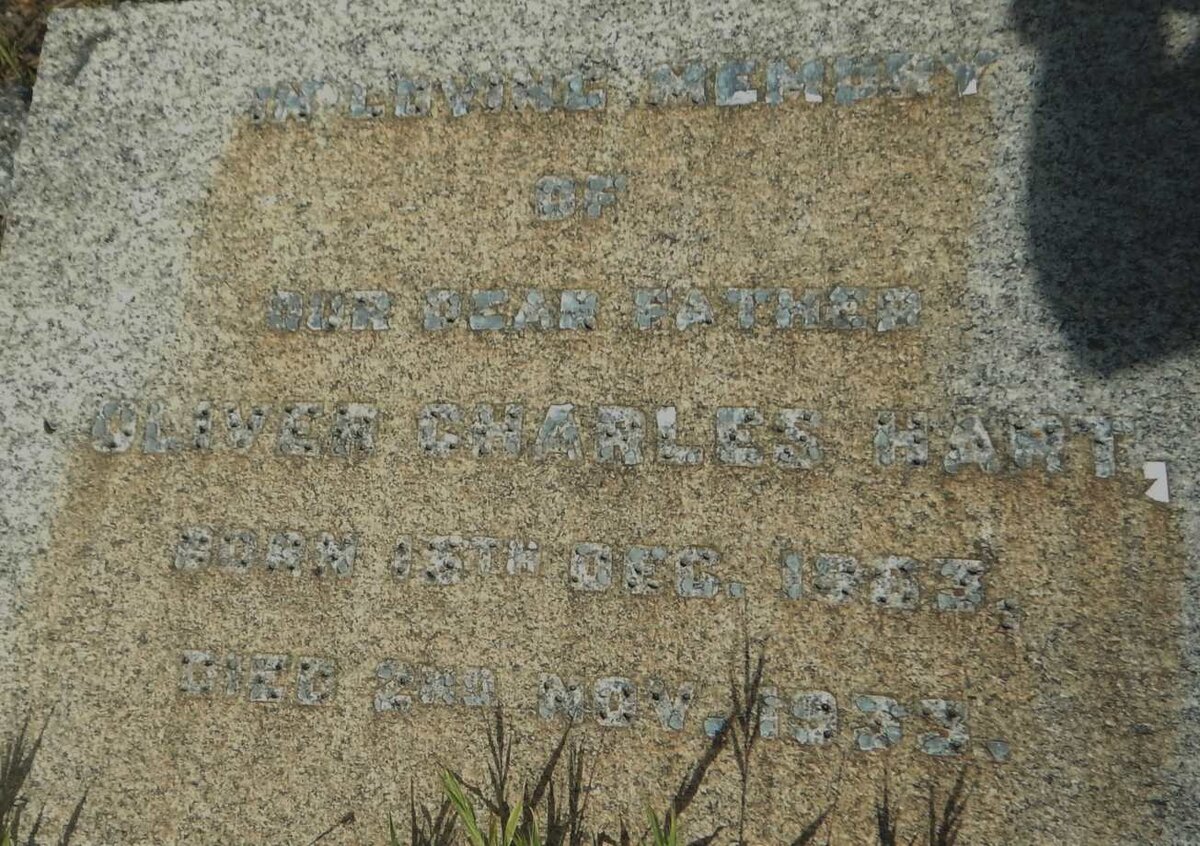 IN LOVING MEMORY
OF
OUR DEAR FATHER
OLIVER CHARLES HART,
BORN 15TH DEC. 1863,
DIED 2ND NOV. 1933.